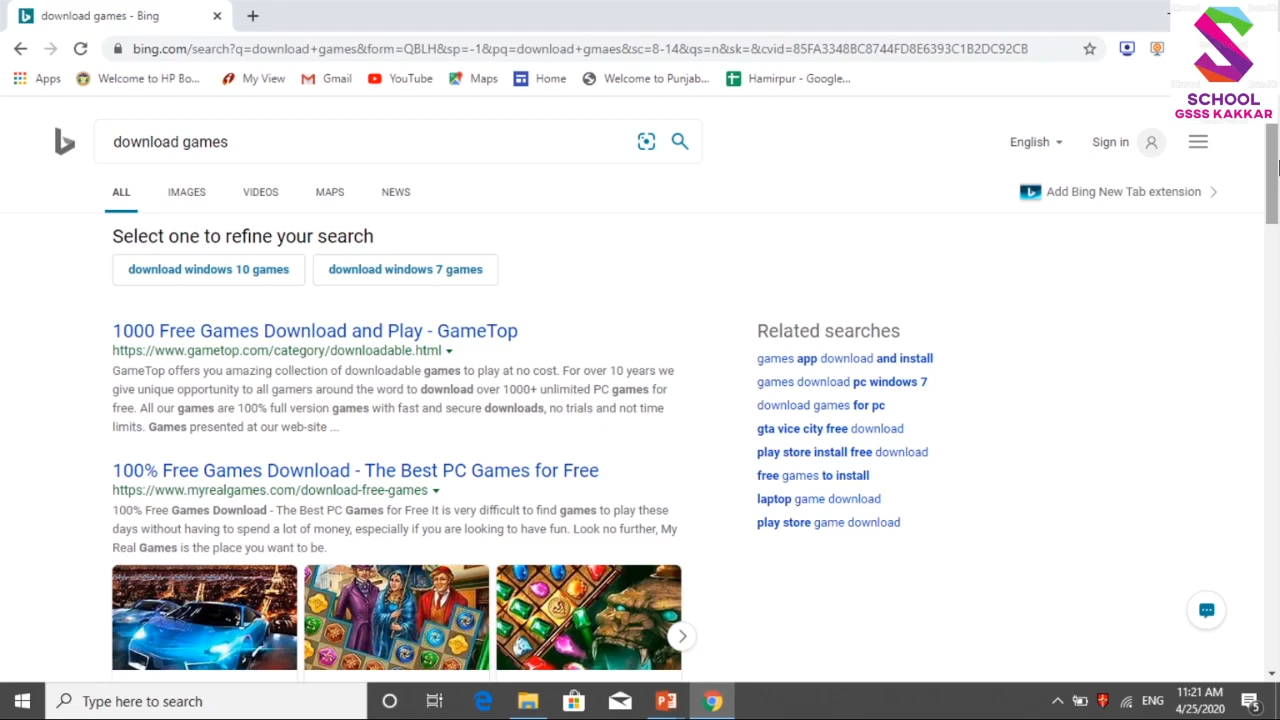 download games - Bing
bing.com/search?q=download+games&form=QBLH&sp=-1&pq=download+gmaes&sc=8-14&qs=n&sk=&cvid=85FA3348BC8744FD8E6393C1B2DC92CB
Apps Welcome to HP Bo... My View Gmail YouTube Maps Home Welcome to Punjab... Hamirpur - Google...
SCHOOL
GSSS KAKKAR
download games
English Sign in
ALL IMAGES VIDEOS MAPS NEWS
Add Bing New Tab extension
Select one to refine your search
download windows 10 games download windows 7 games
1000 Free Games Download and Play - GameTop
https://www.gametop.com/category/downloadable.html
GameTop offers you amazing collection of downloadable games to play at no cost. For over 10 years we
give unique opportunity to all gamers around the word to download over 1000+ unlimited PC games for
free. All our games are 100% full version games with fast and secure downloads, no trials and not time
limits. Games presented at our web-site ...
100% Free Games Download - The Best PC Games for Free
https://www.myrealgames.com/download-free-games
100% Free Games Download - The Best PC Games for Free It is very difficult to find games to play these
days without having to spend a lot of money, especially if you are looking to have fun. Look no further, My
Real Games is the place you want to be.
Related searches
games app download and install
games download pc windows 7
download games for pc
gta vice city free download
play store install free download
free games to install
laptop game download
play store game download
Type here to search
ENG
11:21 AM
4/25/2020
5